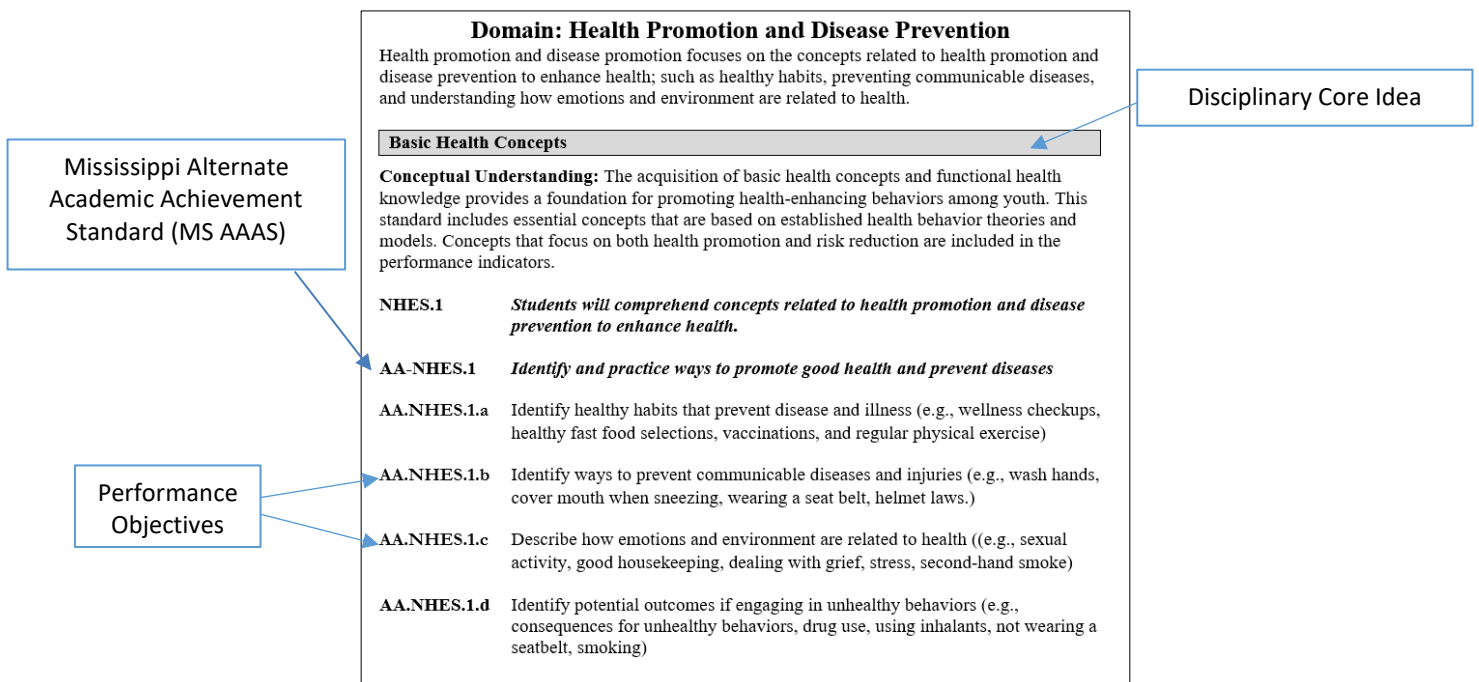 Domain: Health Promotion and Disease Prevention
Health promotion and disease promotion focuses on the concepts related to health promotion and
disease prevention to enhance health; such as healthy habits, preventing communicable diseases,
and understanding how emotions and environment are related to health.
Disciplinary Core Idea
Basic Health Concepts
Mississippi Alternate
Academic Achievement
Standard (MS AAAS)
Conceptual Understanding: The acquisition of basic health concepts and functional health
knowledge provides a foundation for promoting health-enhancing behaviors among youth. This
standard includes essential concepts that are based on established health behavior theories and
models. Concepts that focus on both health promotion and risk reduction are included in the
performance indicators.
NHES.1 Students will comprehend concepts related to health promotion and disease
prevention to enhance health.
AA-NHES.1 Identify and practice ways to promote good health and prevent diseases
AA.NHES.1.a Identify healthy habits that prevent disease and illness (e.g., wellness checkups,
healthy fast food selections, vaccinations, and regular physical exercise)
Performance
Objectives
AA.NHES.1.b Identify ways to prevent communicable diseases and injuries (e.g., wash hands,
cover mouth when sneezing, wearing a seat belt, helmet laws.)
AA.NHES.1.c Describe how emotions and environment are related to health ((e.g., sexual
activity, good housekeeping, dealing with grief, stress, second-hand smoke)
AA.NHES.1.d Identify potential outcomes if engaging in unhealthy behaviors (e.g.,
consequences for unhealthy behaviors, drug use, using inhalants, not wearing a
seatbelt, smoking)